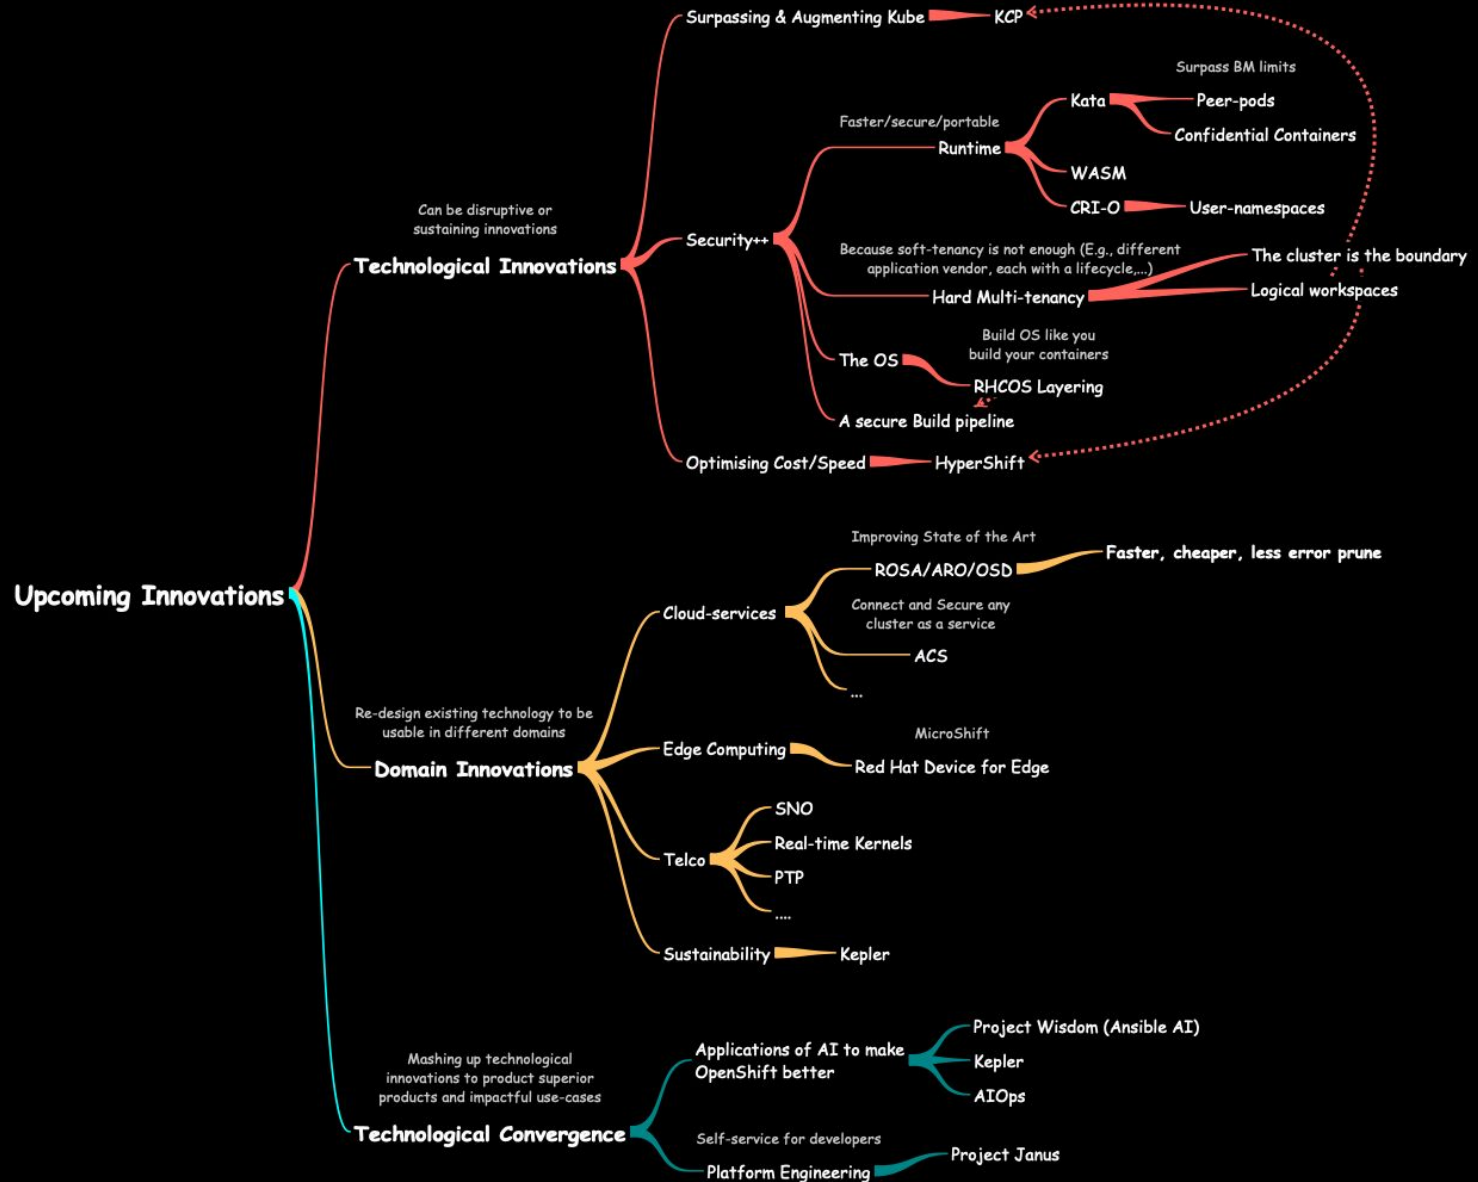 Surpassing & Augmenting Kube
KCP
Surpass BM limits
Kata
Peer-pods
Confidential Containers
Faster/secure/portable
Runtime
WASM
CRI-O
User-namespaces
Can be disruptive or
sustaining innovations
Technological Innovations
Security++
Because soft-tenancy is not enough (E.g., different
application vendor, each with a lifecycle,...)
Hard Multi-tenancy
The cluster is the boundary
Logical workspaces
Build OS like you
build your containers
The OS
RHCOS Layering
A secure Build pipeline
Optimising Cost/Speed
HyperShift
Upcoming Innovations
Improving State of the Art
ROSA/ARO/OSD
Faster, cheaper, less error prune
Cloud-services
Connect and Secure any
cluster as a service
ACS
...
Re-design existing technology to be
usable in different domains
Domain Innovations
Edge Computing
MicroShift
Red Hat Device for Edge
Telco
SNO
Real-time Kernels
PTP
....
Sustainability
Kepler
Mashing up technological
innovations to product superior
products and impactful use-cases
Technological Convergence
Applications of AI to make
OpenShift better
Project Wisdom (Ansible AI)
Kepler
AIOps
Self-service for developers
Platform Engineering
Project Janus